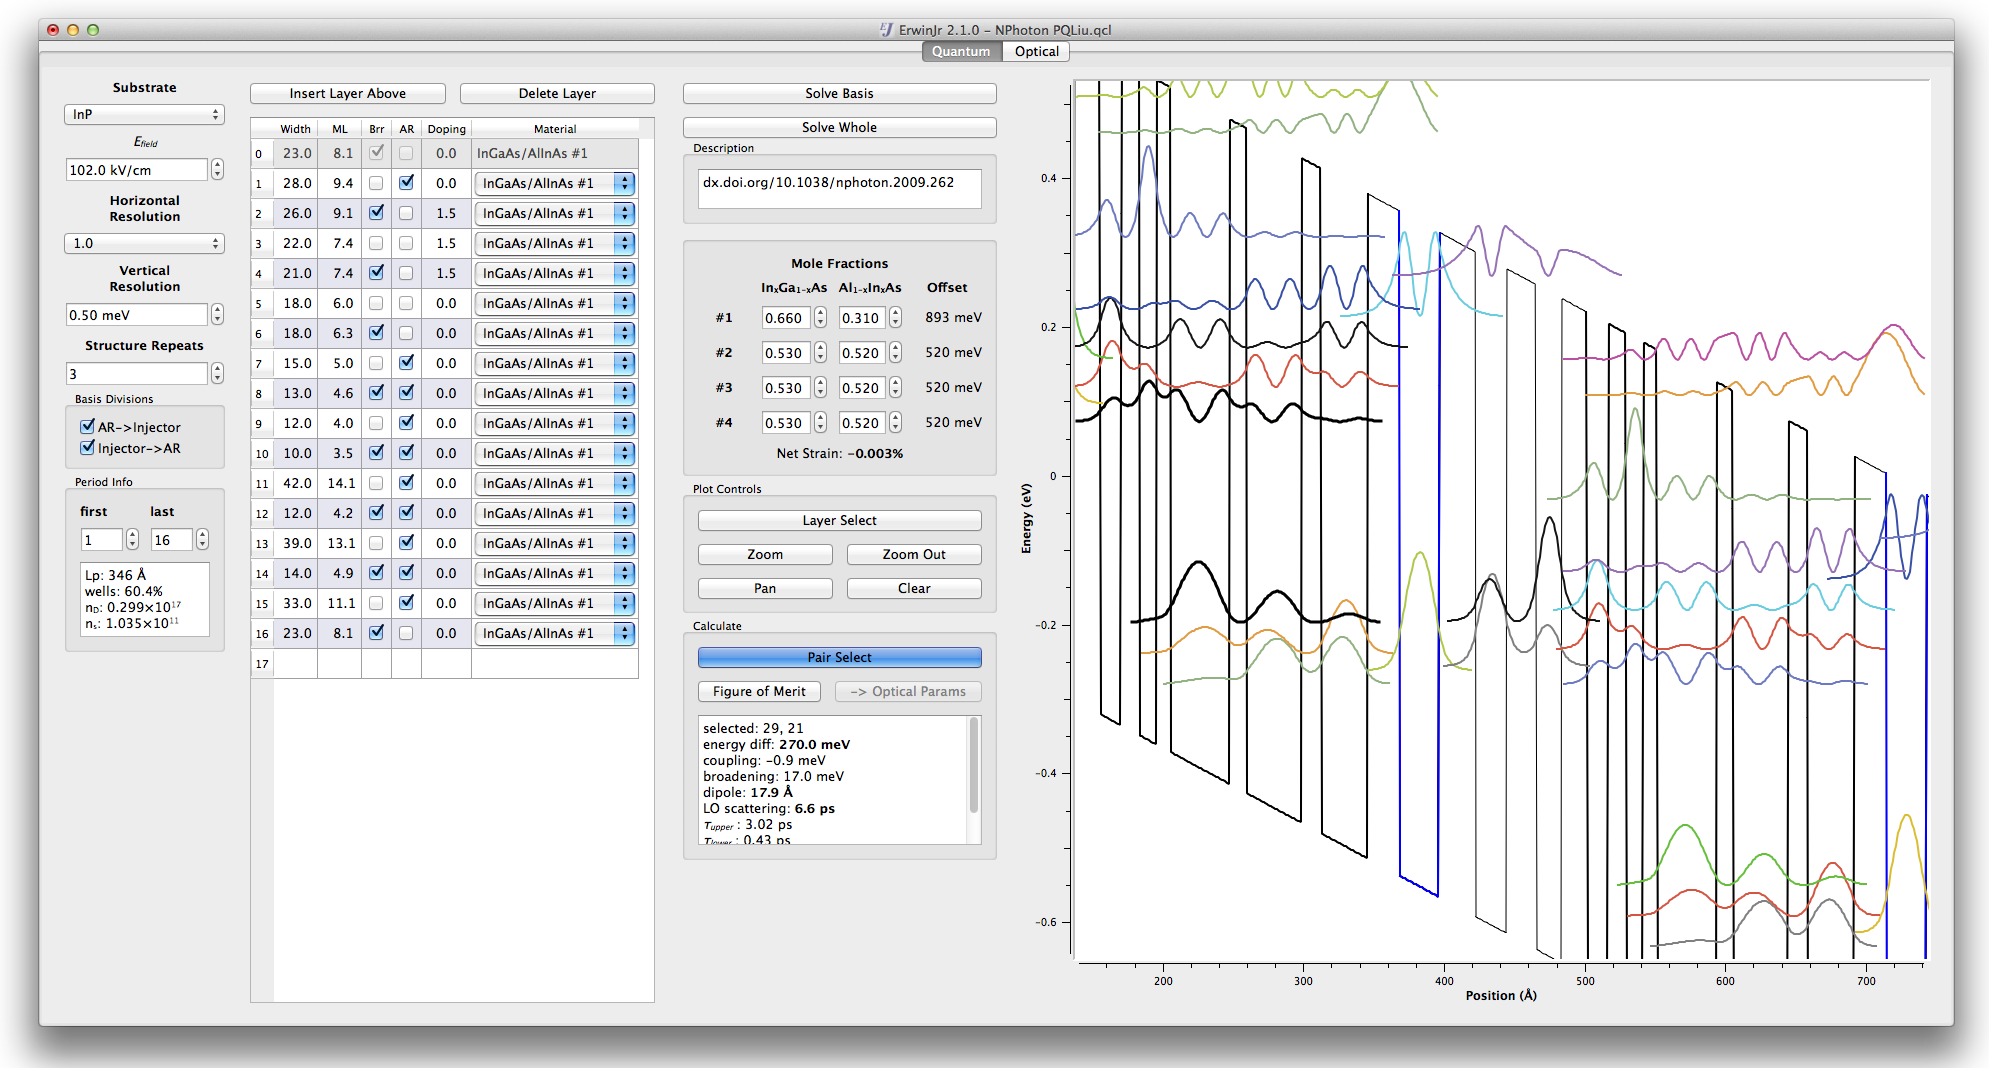 EJ ErwinJr 2.1.0 – NPhoton PQLiu.qcl
Quantum Optical
Substrate
InP
Efield
102.0 kV/cm
Horizontal
Resolution
1.0
Vertical
Resolution
0.50 meV
Structure Repeats
3
Basis Divisions
AR->Injector
Injector->AR
Period Info
first last
1 16
Lp: 346 Å
wells: 60.4%
nD: 0.299×10¹⁷
ns: 1.035×10¹¹
Insert Layer Above Delete Layer
Width ML Brr AR Doping Material
0 23.0 8.1 0.0 InGaAs/AlInAs #1
1 28.0 9.4 0.0 InGaAs/AlInAs #1
2 26.0 9.1 1.5 InGaAs/AlInAs #1
3 22.0 7.4 1.5 InGaAs/AlInAs #1
4 21.0 7.4 1.5 InGaAs/AlInAs #1
5 18.0 6.0 0.0 InGaAs/AlInAs #1
6 18.0 6.3 0.0 InGaAs/AlInAs #1
7 15.0 5.0 0.0 InGaAs/AlInAs #1
8 13.0 4.6 0.0 InGaAs/AlInAs #1
9 12.0 4.0 0.0 InGaAs/AlInAs #1
10 10.0 3.5 0.0 InGaAs/AlInAs #1
11 42.0 14.1 0.0 InGaAs/AlInAs #1
12 12.0 4.2 0.0 InGaAs/AlInAs #1
13 39.0 13.1 0.0 InGaAs/AlInAs #1
14 14.0 4.9 0.0 InGaAs/AlInAs #1
15 33.0 11.1 0.0 InGaAs/AlInAs #1
16 23.0 8.1 0.0 InGaAs/AlInAs #1
17
Solve Basis
Solve Whole
Description
dx.doi.org/10.1038/nphoton.2009.262
Mole Fractions
InₓGa₁₋ₓAs Al₁₋ₓInₓAs Offset
#1 0.660 0.310 893 meV
#2 0.530 0.520 520 meV
#3 0.530 0.520 520 meV
#4 0.530 0.520 520 meV
Net Strain: −0.003%
Plot Controls
Layer Select
Zoom Zoom Out
Pan Clear
Calculate
Pair Select
Figure of Merit -> Optical Params
selected: 29, 21
energy diff: 270.0 meV
coupling: -0.9 meV
broadening: 17.0 meV
dipole: 17.9 Å
LO scattering: 6.6 ps
τupper : 3.02 ps
τlower : 0.43 ps
Energy (eV)
0.4
0.2
0
-0.2
-0.4
-0.6
200 300 400 500 600 700
Position (Å)